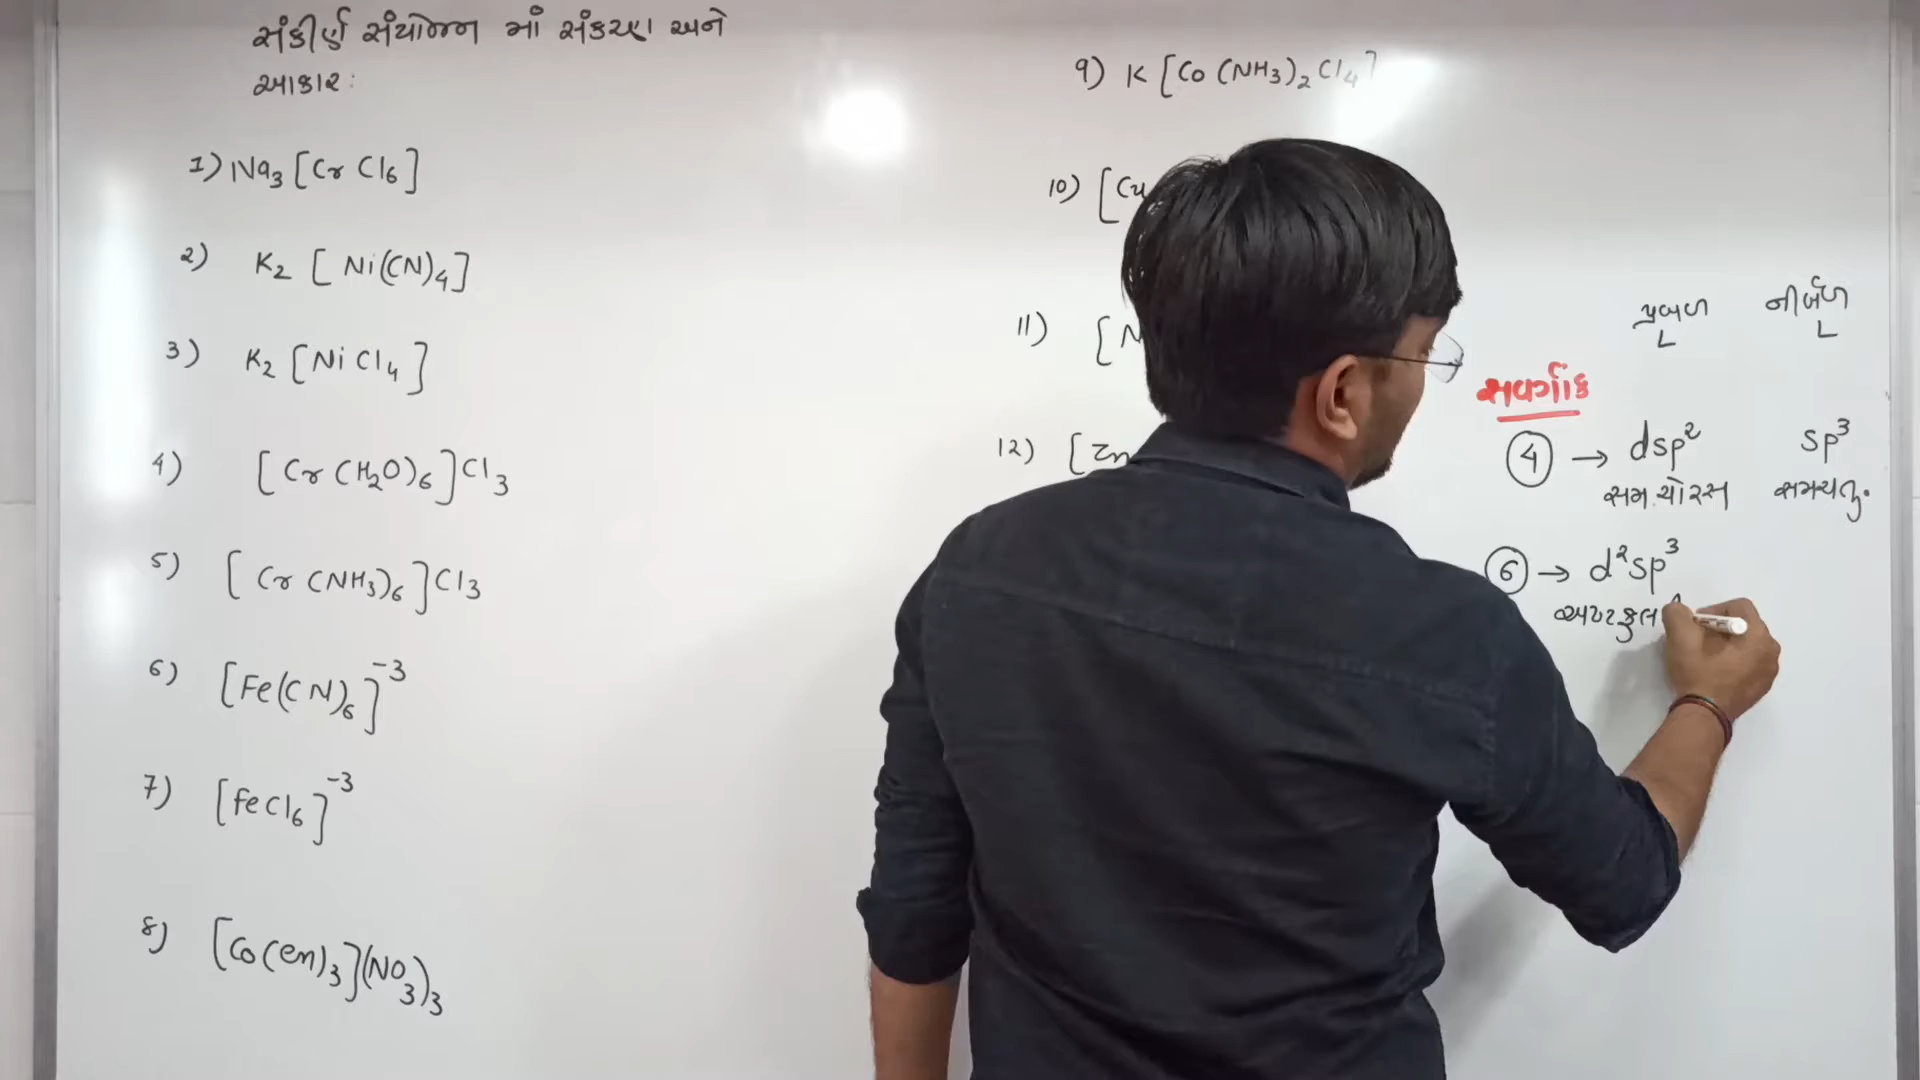 સંકીર્ણ સંયોજન માં સંકરણ અને
આકાર:
1) Na₃ [Cr Cl₆]
2) K₂ [Ni(CN)₄]
3) K₂ [NiCl₄]
4) [Cr (H₂O)₆]Cl₃
5) [Cr (NH₃)₆]Cl₃
6) [Fe(CN)₆]⁻³
7) [FeCl₆]⁻³
8) [Co(en)₃](NO₃)₃
9) K [Co (NH₃)₂ Cl₄]
10) [Cu
11) [N
12) [Zn
પ્રબળ નીર્બળ
L L
સવર્ગાંક
4 → dsp² sp³
સમચોરસ સમચતુ.
6 → d²sp³
અષ્ટફલ